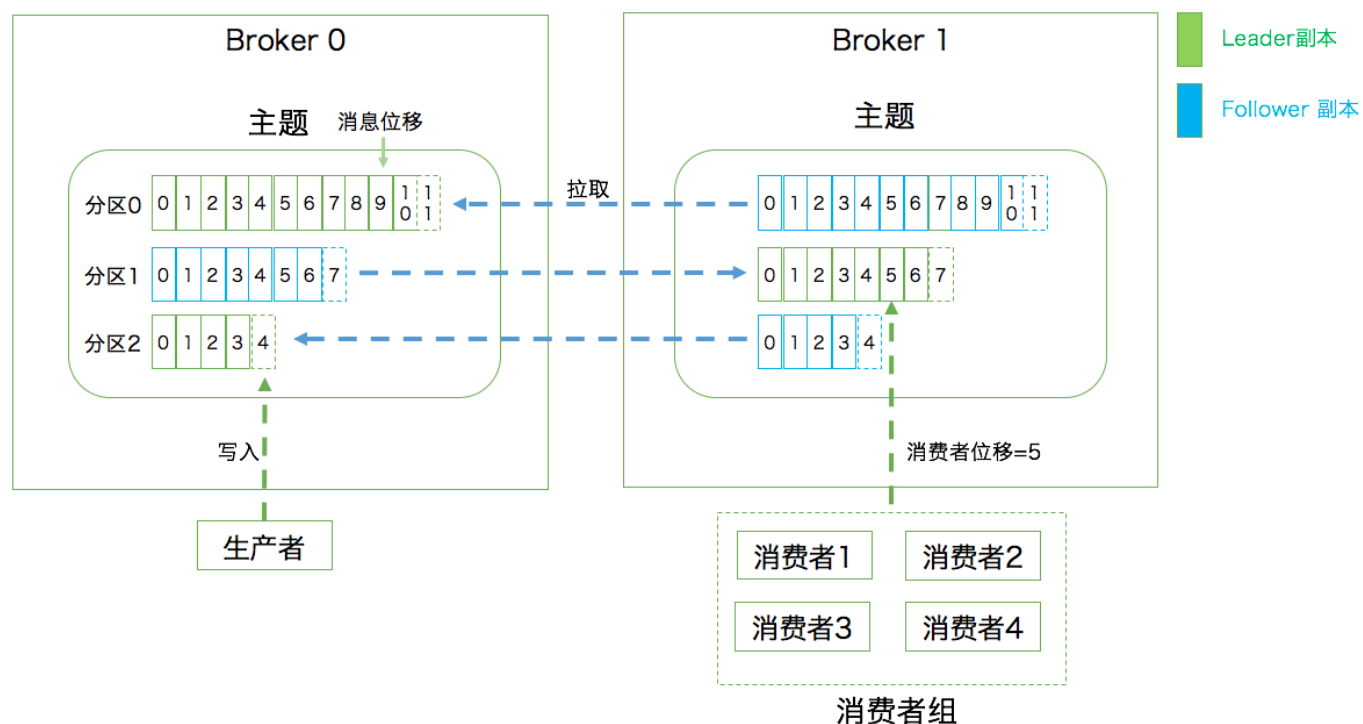 Broker 0
Broker 1
Leader副本
Follower 副本
主题
消息位移
主题
分区0 0 1 2 3 4 5 6 7 8 9 10 11
拉取
0 1 2 3 4 5 6 7 8 9 10 11
分区1 0 1 2 3 4 5 6 7
0 1 2 3 4 5 6 7
分区2 0 1 2 3 4
0 1 2 3 4
写入
消费者位移=5
生产者
消费者1 消费者2
消费者3 消费者4
消费者组